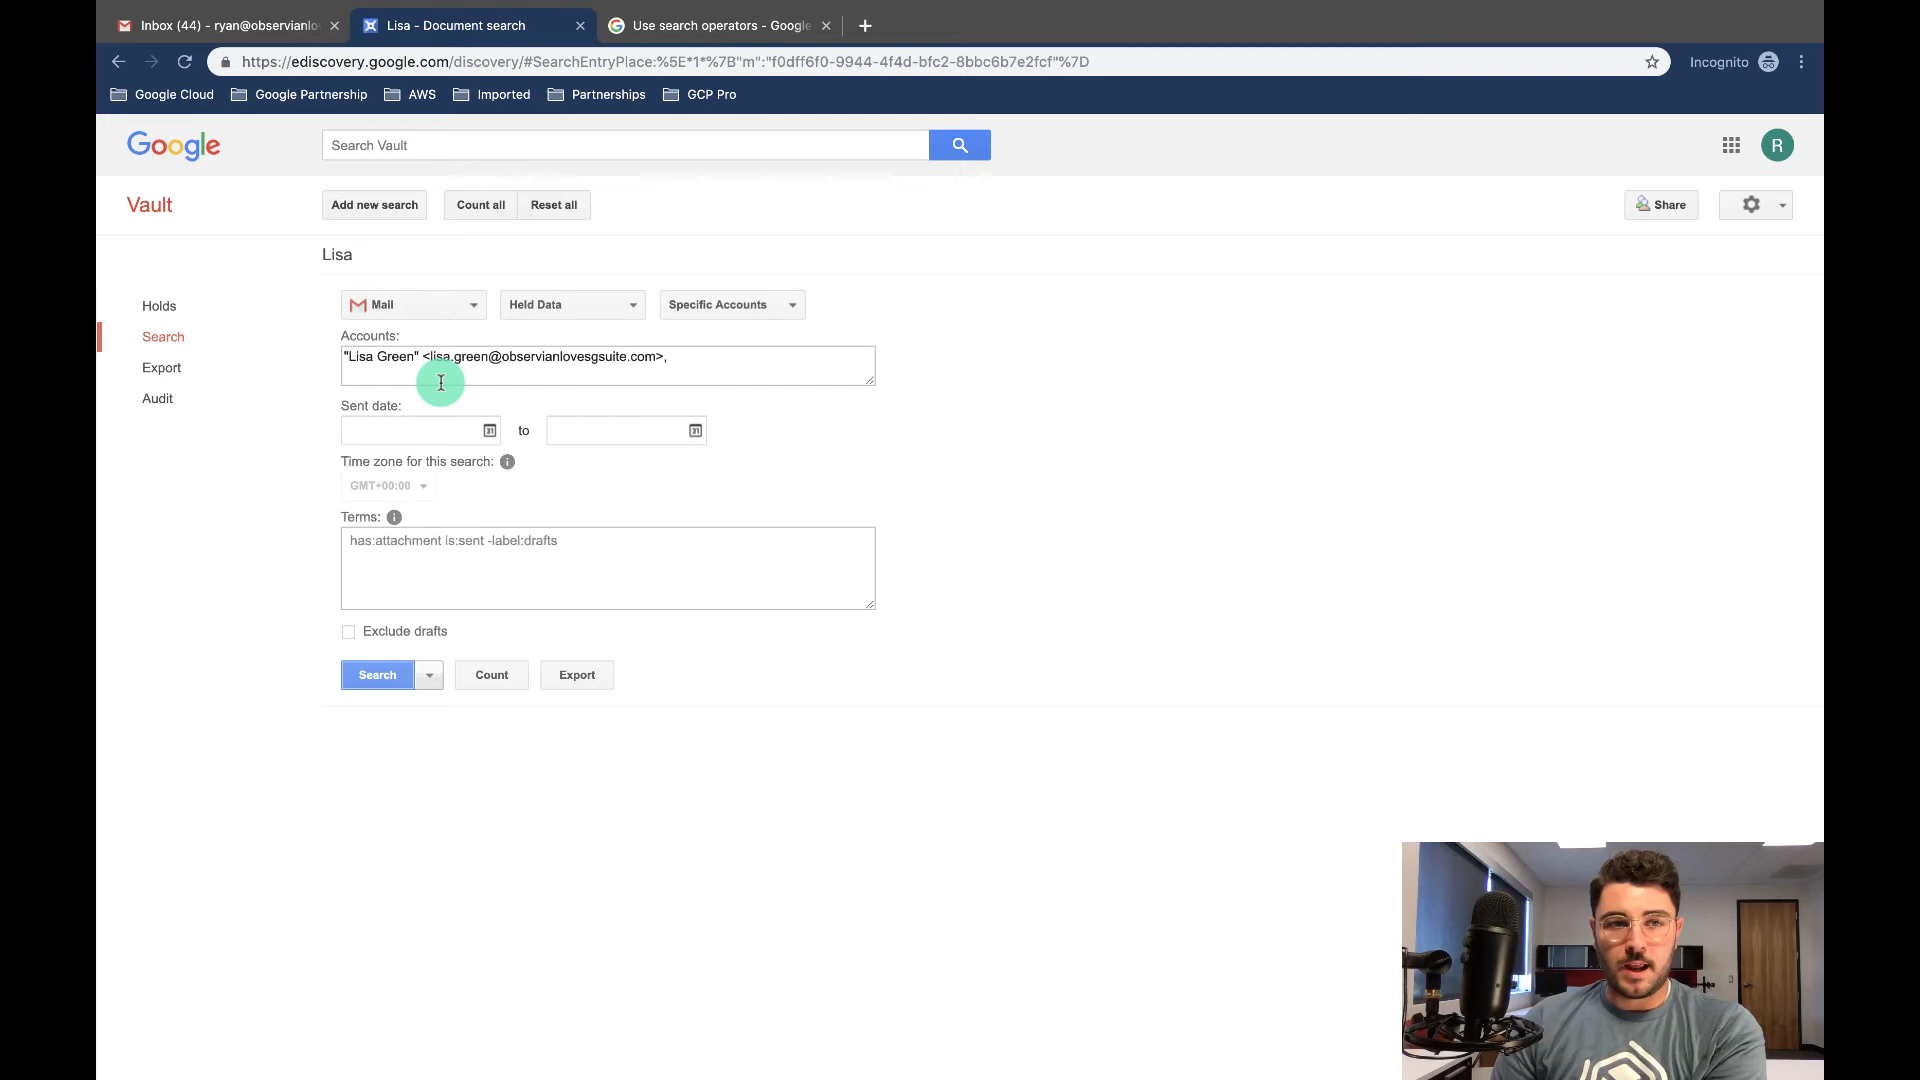 Inbox (44) - ryan@observianlo
Lisa - Document search
Use search operators - Google
https://ediscovery.google.com/discovery/#SearchEntryPlace:%5E*1*%7B"m":"f0dff6f0-9944-4f4d-bfc2-8bbc6b7e2fcf"%7D
Incognito
Google Cloud
Google Partnership
AWS
Imported
Partnerships
GCP Pro
Google
Search Vault
R
Vault
Add new search
Count all
Reset all
Share
Lisa
Holds
Search
Export
Audit
Mail
Held Data
Specific Accounts
Accounts:
"Lisa Green" <lisa.green@observianlovesgsuite.com>,
Sent date:
31
to
31
Time zone for this search:
GMT+00:00
Terms:
has:attachment is:sent -label:drafts
Exclude drafts
Search
Count
Export